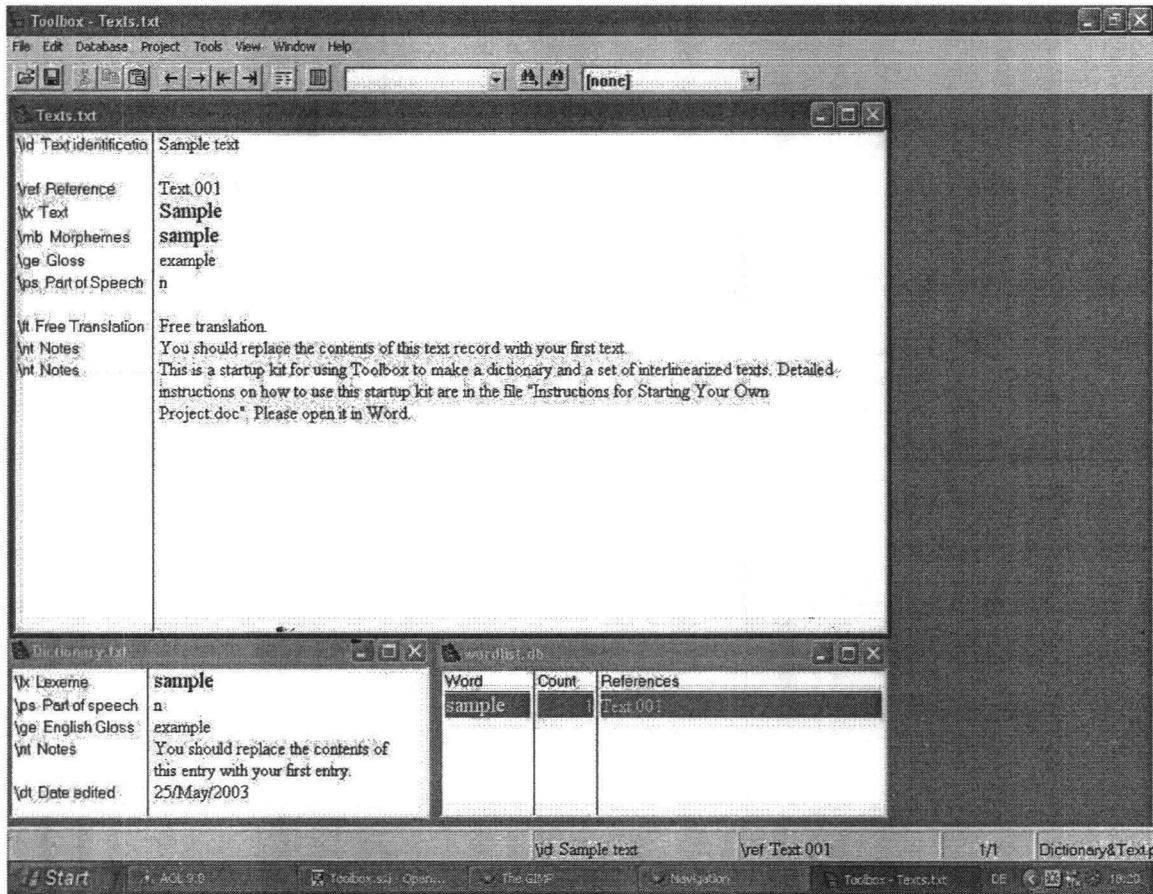 Toolbox - Texts.txt
File Edit Database Project Tools View Window Help
[none]
Texts.txt
\id Text identificatio Sample text
\ref Reference Text.001
\tx Text Sample
\mb Morphemes sample
\ge Gloss example
\ps Part of Speech n
\ft Free Translation Free translation.
\nt Notes You should replace the contents of this text record with your first text.
\nt Notes This is a startup kit for using Toolbox to make a dictionary and a set of interlinearized texts. Detailed
instructions on how to use this startup kit are in the file "Instructions for Starting Your Own
Project.doc". Please open it in Word.
Dictionary.txt
\lx Lexeme sample
\ps Part of speech n
\ge English Gloss example
\nt Notes You should replace the contents of
this entry with your first entry.
\dt Date edited 25/May/2003
wordlist.db
Word Count References
sample 1 Text.001
\id Sample text \ref Text.001 1/1 Dictionary&Text.p
Start AOL 9.0 Toolbox.sxi - Open... The GIMP Navigation Toolbox - Texts.txt DE 18:20